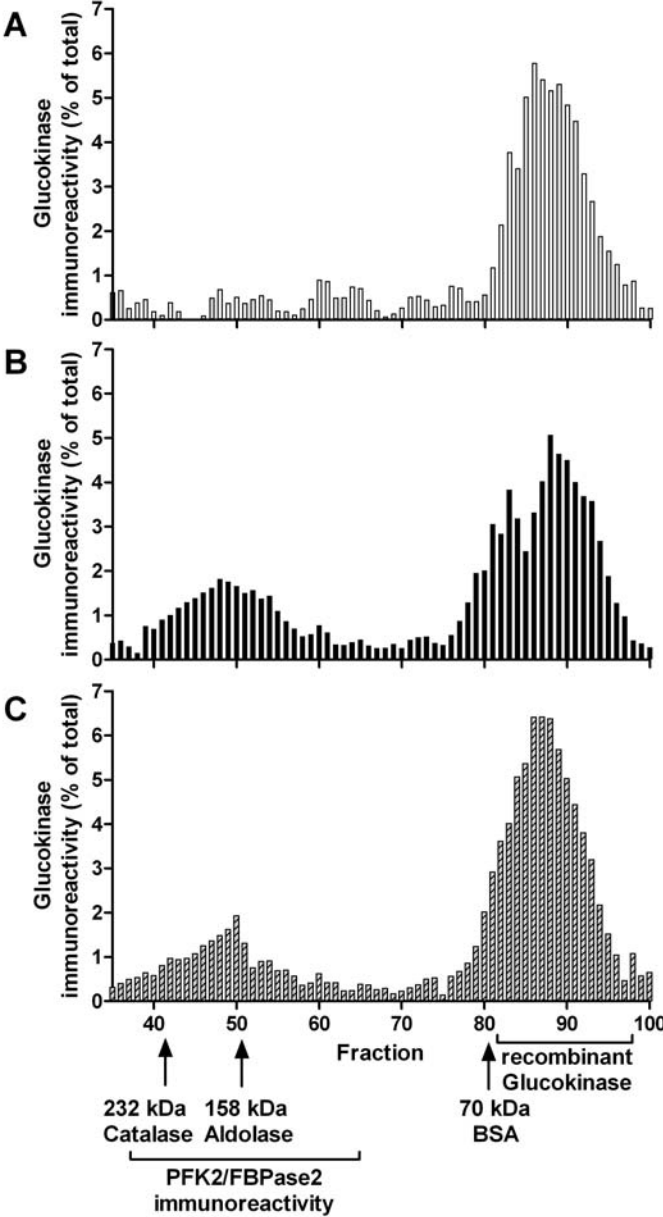 A
Glucokinase
immunoreactivity (% of total)
7
6
5
4
3
2
1
0
B
Glucokinase
immunoreactivity (% of total)
7
6
5
4
3
2
1
0
C
Glucokinase
immunoreactivity (% of total)
7
6
5
4
3
2
1
0
40 50 60 70 80 90 100
Fraction
recombinant
Glucokinase
232 kDa
Catalase
158 kDa
Aldolase
70 kDa
BSA
PFK2/FBPase2
immunoreactivity